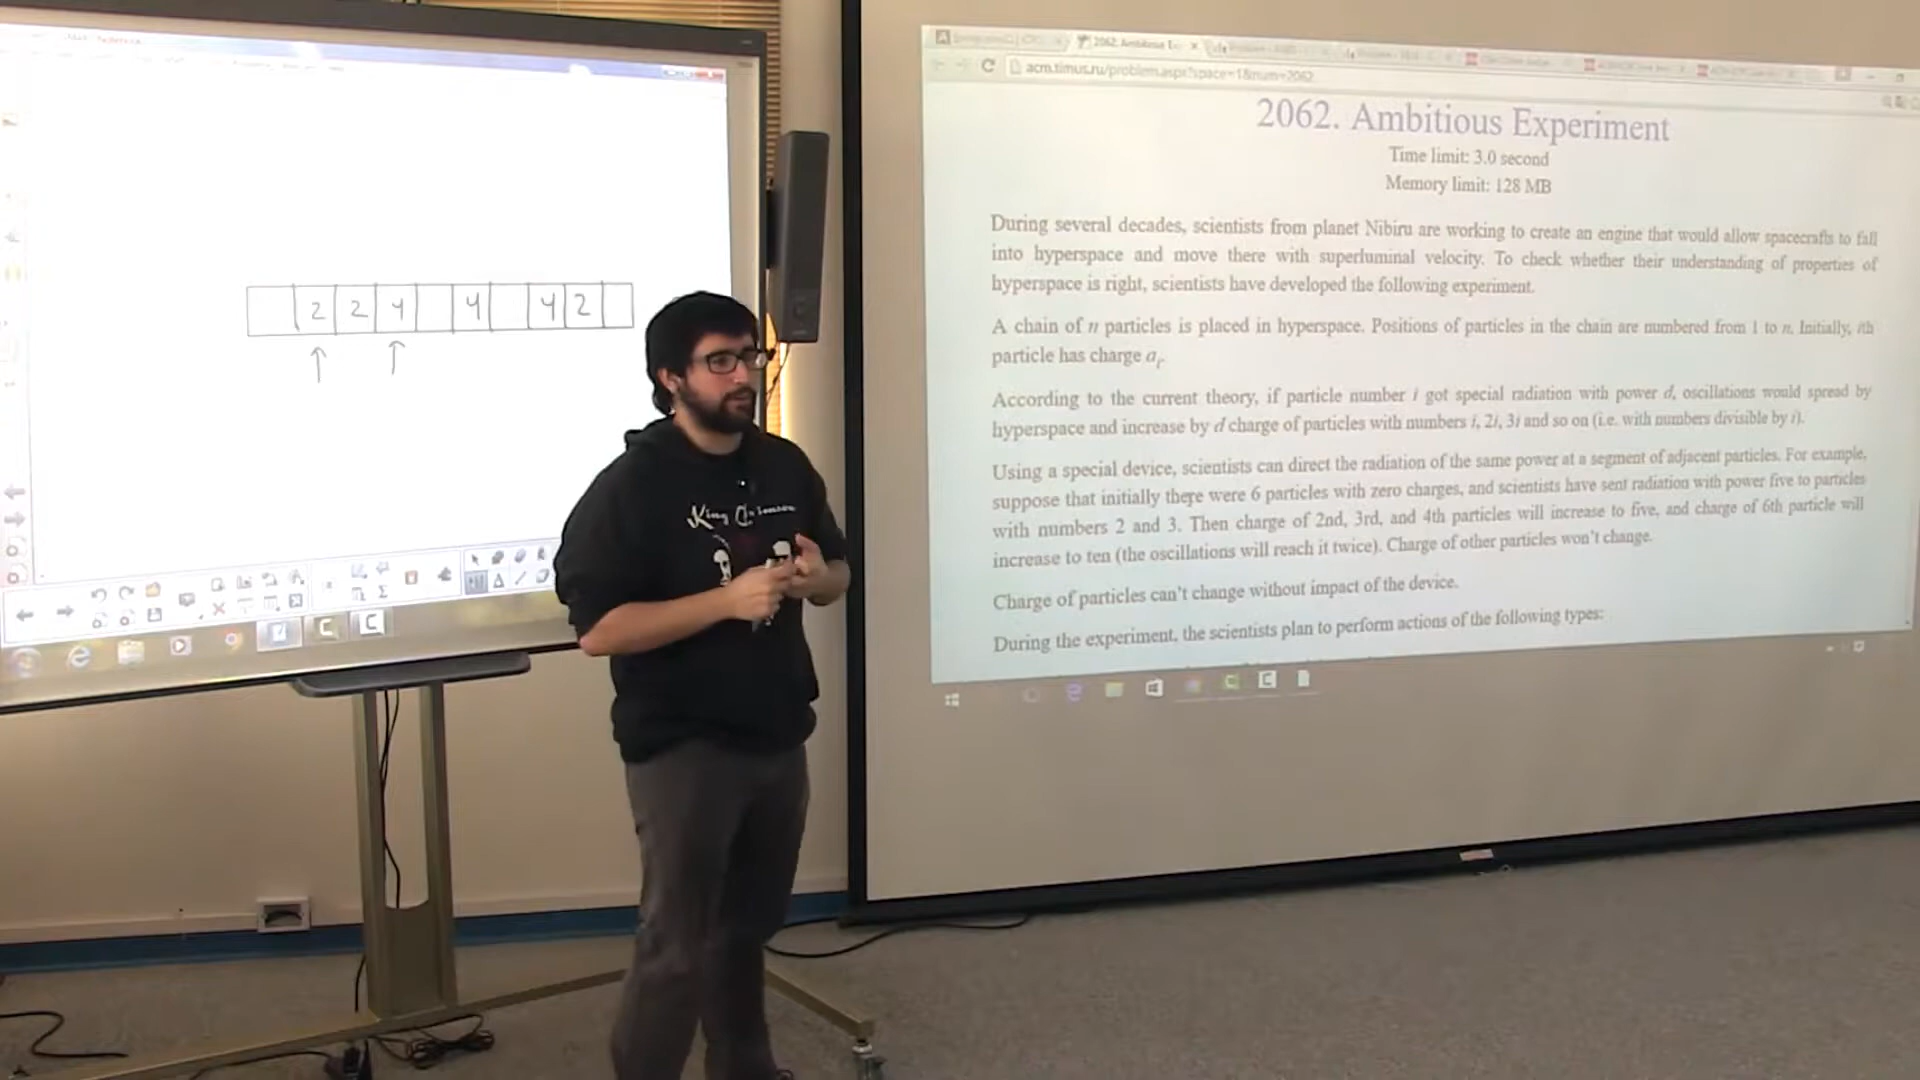 2 2 4 4 4 2
acm.timus.ru/problem.aspx?space=1&num=2062
2062. Ambitious Experiment
Time limit: 3.0 second
Memory limit: 128 MB
During several decades, scientists from planet Nibiru are working to create an engine that would allow spacecrafts to fall
into hyperspace and move there with superluminal velocity. To check whether their understanding of properties of
hyperspace is right, scientists have developed the following experiment.
A chain of n particles is placed in hyperspace. Positions of particles in the chain are numbered from 1 to n. Initially, ith
particle has charge ai.
According to the current theory, if particle number i got special radiation with power d, oscillations would spread by
hyperspace and increase by d charge of particles with numbers i, 2i, 3i and so on (i.e. with numbers divisible by i).
Using a special device, scientists can direct the radiation of the same power at a segment of adjacent particles. For example,
suppose that initially there were 6 particles with zero charges, and scientists have sent radiation with power five to particles
with numbers 2 and 3. Then charge of 2nd, 3rd, and 4th particles will increase to five, and charge of 6th particle will
increase to ten (the oscillations will reach it twice). Charge of other particles won't change.
Charge of particles can't change without impact of the device.
During the experiment, the scientists plan to perform actions of the following types:
King Crimson